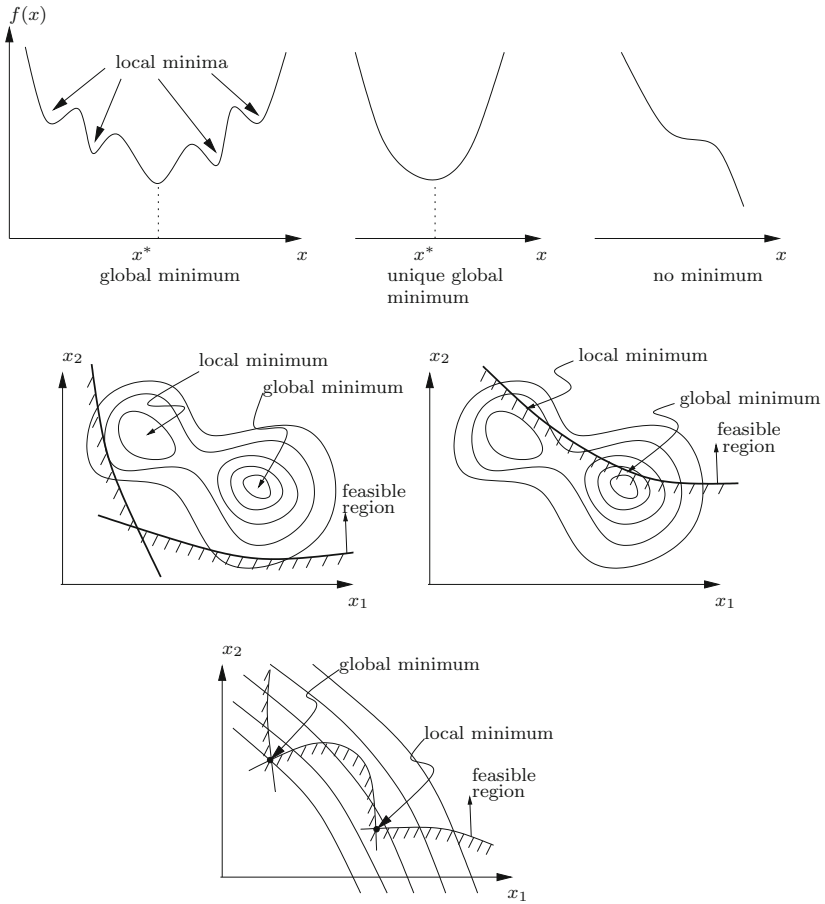 f(x)
local minima
x*
x
global minimum
x*
x
unique global
minimum
x
no minimum
x₂
local minimum
global minimum
feasible
region
x₁
x₂
local minimum
global minimum
feasible
region
x₁
x₂
global minimum
local minimum
feasible
region
x₁